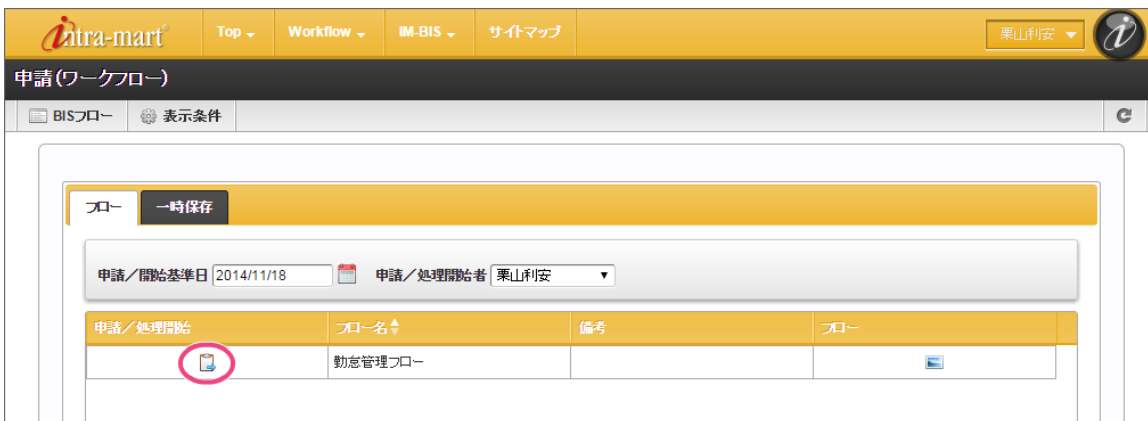 intra-mart Top Workflow IM-BIS サイトマップ 栗山利安
申請(ワークフロー)
BISフロー 表示条件
フロー 一時保存
申請/開始基準日 2014/11/18 申請/処理開始者 栗山利安
申請/処理開始 フロー名 備考 フロー
勤怠管理フロー